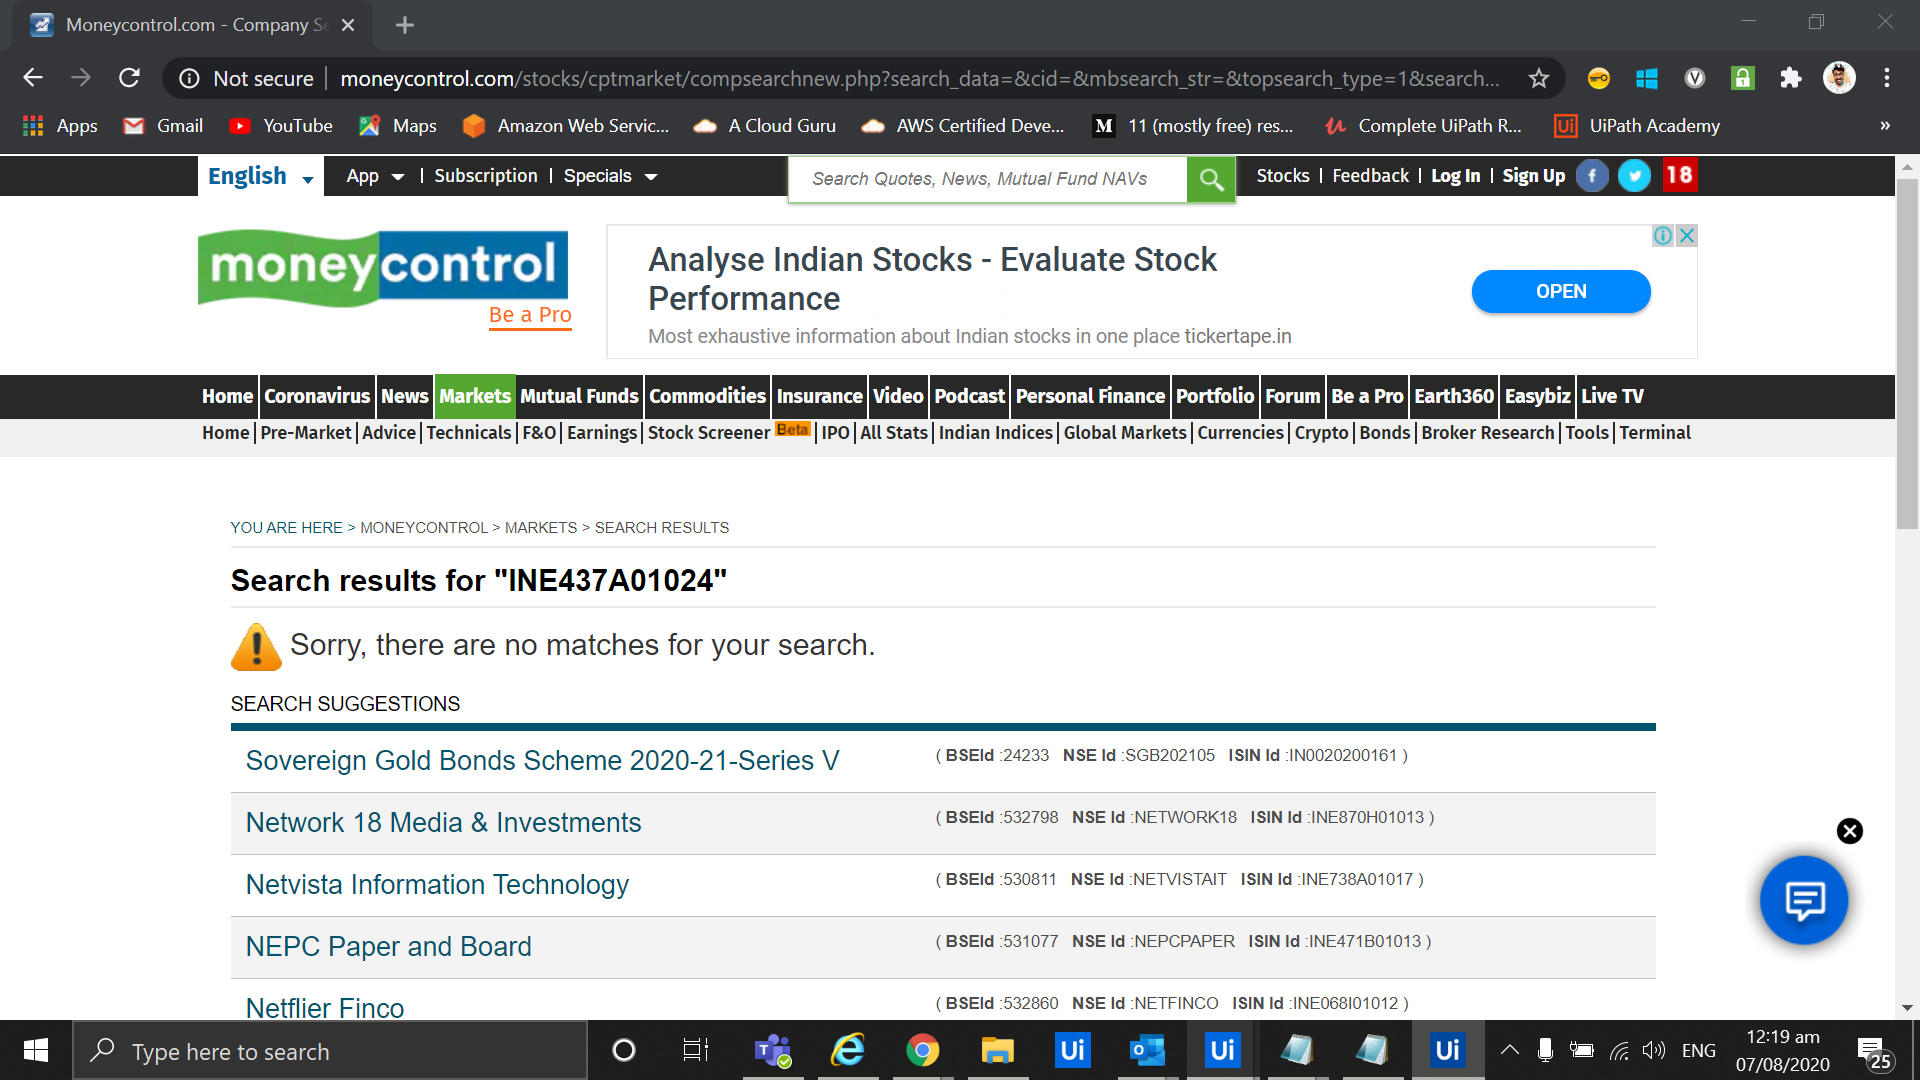 Moneycontrol.com - Company Se
Not secure | moneycontrol.com/stocks/cptmarket/compsearchnew.php?search_data=&cid=&mbsearch_str=&topsearch_type=1&search...
Apps Gmail YouTube Maps Amazon Web Servic... A Cloud Guru AWS Certified Deve... M 11 (mostly free) res... Complete UiPath R... Ui UiPath Academy »
English App | Subscription | Specials Search Quotes, News, Mutual Fund NAVs Stocks | Feedback | Log In | Sign Up f 18
moneycontrol
Be a Pro
Analyse Indian Stocks - Evaluate Stock
Performance
Most exhaustive information about Indian stocks in one place tickertape.in
OPEN
Home Coronavirus News Markets Mutual Funds Commodities Insurance Video Podcast Personal Finance Portfolio Forum Be a Pro Earth360 Easybiz Live TV
Home | Pre-Market | Advice | Technicals | F&O | Earnings | Stock Screener Beta | IPO | All Stats | Indian Indices | Global Markets | Currencies | Crypto | Bonds | Broker Research | Tools | Terminal
YOU ARE HERE > MONEYCONTROL > MARKETS > SEARCH RESULTS
Search results for "INE437A01024"
Sorry, there are no matches for your search.
SEARCH SUGGESTIONS
Sovereign Gold Bonds Scheme 2020-21-Series V ( BSEId :24233 NSE Id :SGB202105 ISIN Id :IN0020200161 )
Network 18 Media & Investments ( BSEId :532798 NSE Id :NETWORK18 ISIN Id :INE870H01013 )
Netvista Information Technology ( BSEId :530811 NSE Id :NETVISTAIT ISIN Id :INE738A01017 )
NEPC Paper and Board ( BSEId :531077 NSE Id :NEPCPAPER ISIN Id :INE471B01013 )
Netflier Finco ( BSEId :532860 NSE Id :NETFINCO ISIN Id :INE068I01012 )
Type here to search Ui Ui Ui ENG 12:19 am
07/08/2020 25